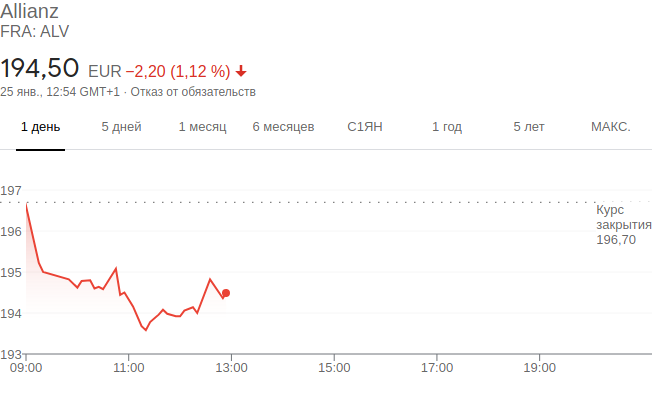 Allianz
FRA: ALV
194,50 EUR −2,20 (1,12 %)
25 янв., 12:54 GMT+1 · Отказ от обязательств
1 день 5 дней 1 месяц 6 месяцев С1ЯН 1 год 5 лет МАКС.
197
Курс
закрытия
196,70
196
195
194
193
09:00 11:00 13:00 15:00 17:00 19:00